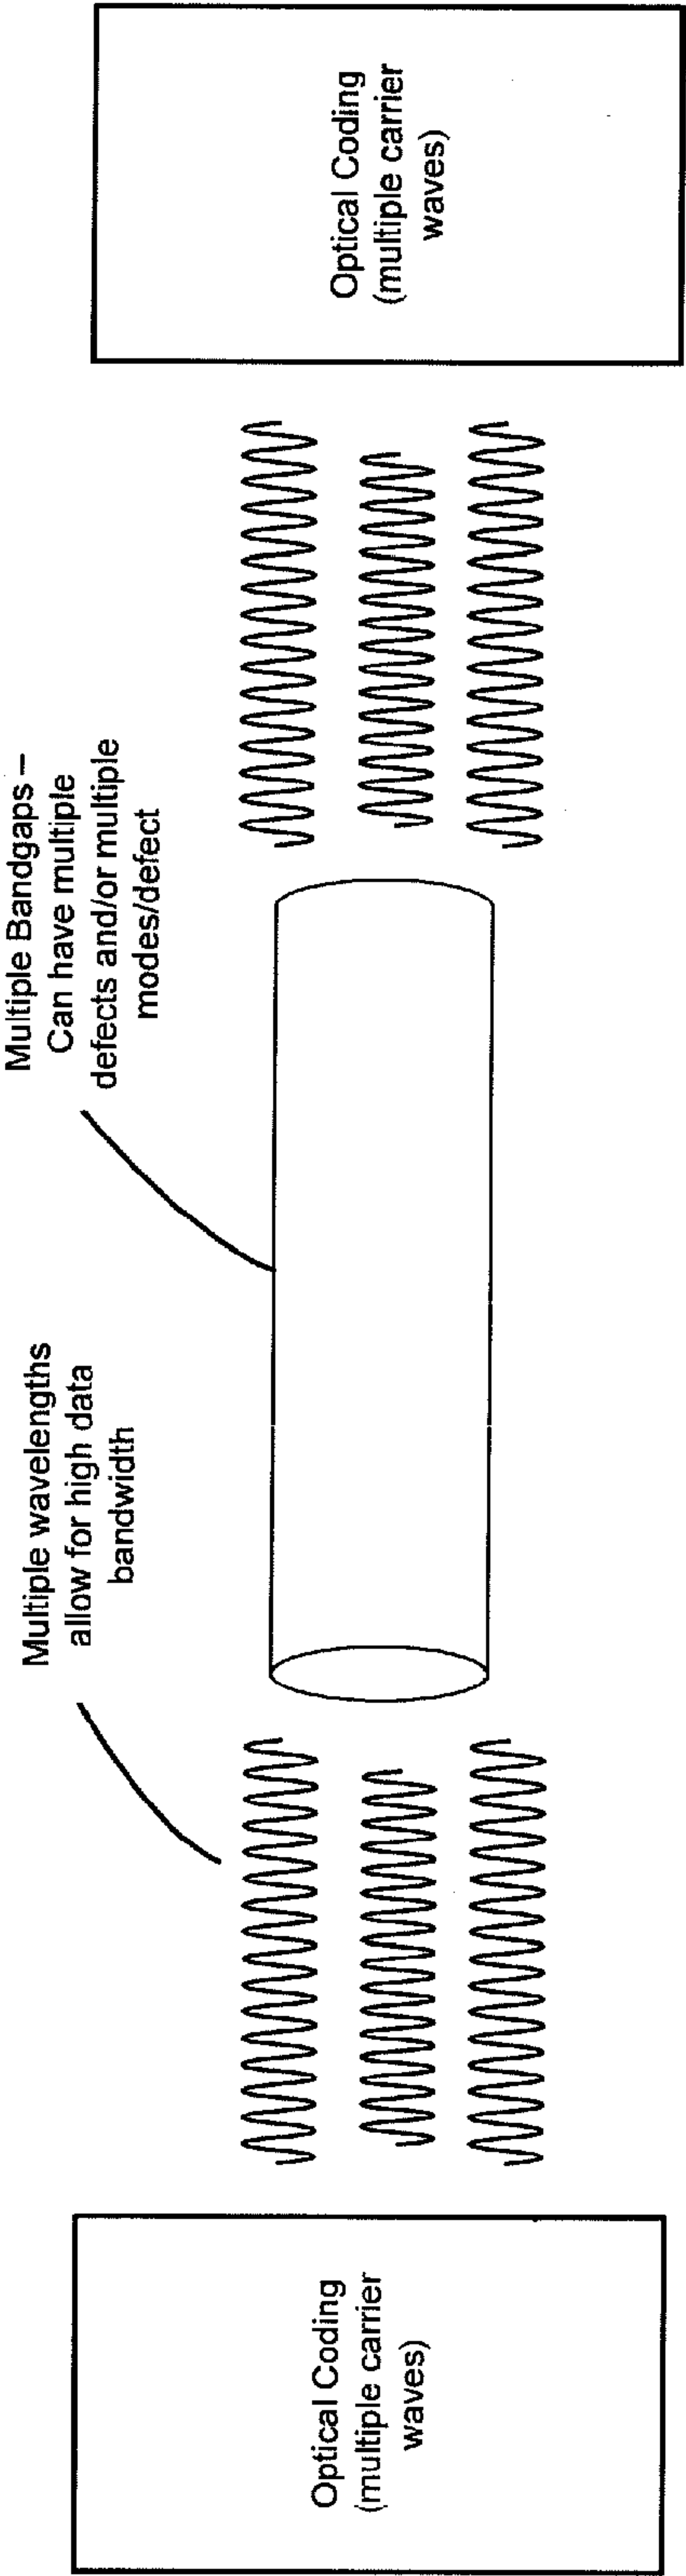 Optical Coding
(multiple carrier
waves)
Multiple wavelengths
allow for high data
bandwidth
Multiple Bandgaps –
Can have multiple
defects and/or multiple
modes/defect
Optical Coding
(multiple carrier
waves)